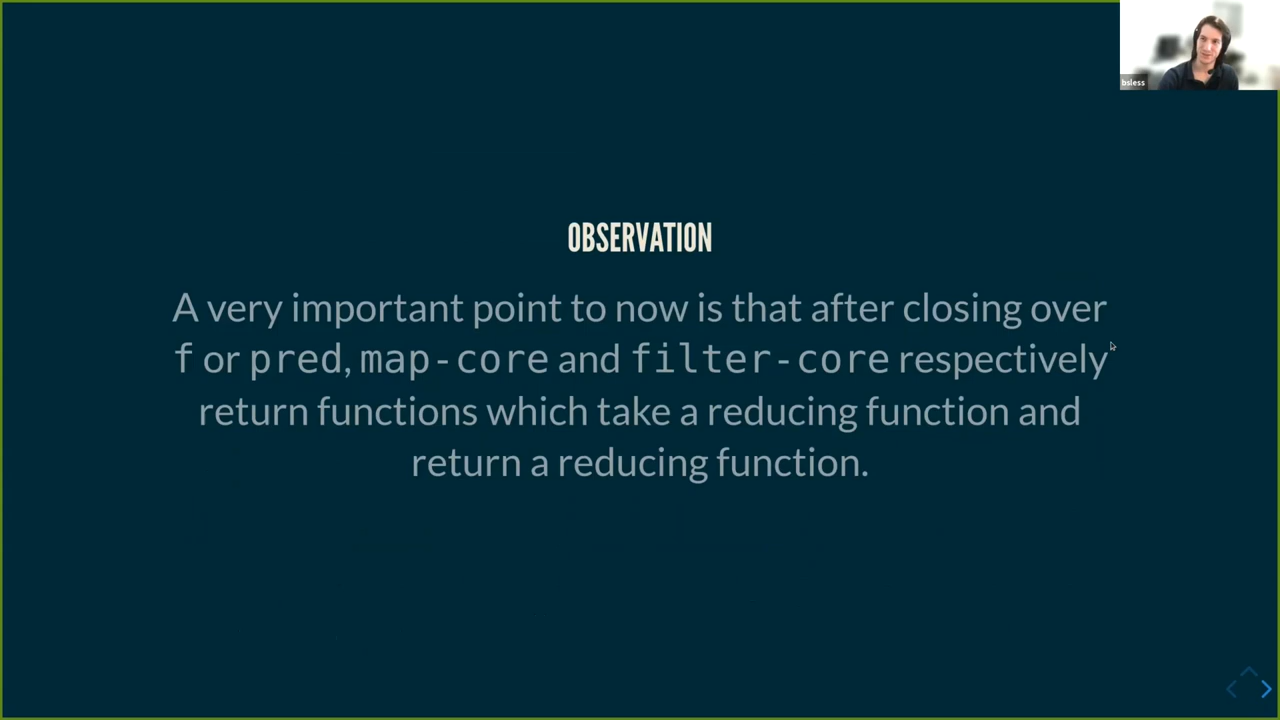 bsless
OBSERVATION
A very important point to now is that after closing over
f or pred, map-core and filter-core respectively
return functions which take a reducing function and
return a reducing function.